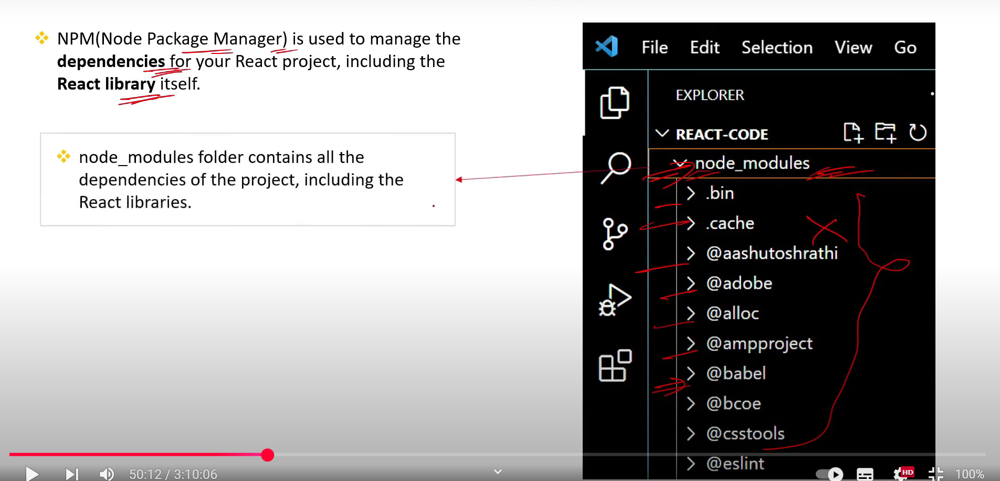 NPM(Node Package Manager) is used to manage the
dependencies for your React project, including the
React library itself.
node_modules folder contains all the
dependencies of the project, including the
React libraries.
File Edit Selection View Go
EXPLORER
REACT-CODE
node_modules
.bin
.cache
@aashutoshrathi
@adobe
@alloc
@ampproject
@babel
@bcoe
@csstools
@eslint
50:12 / 3:10:06
HD
100%